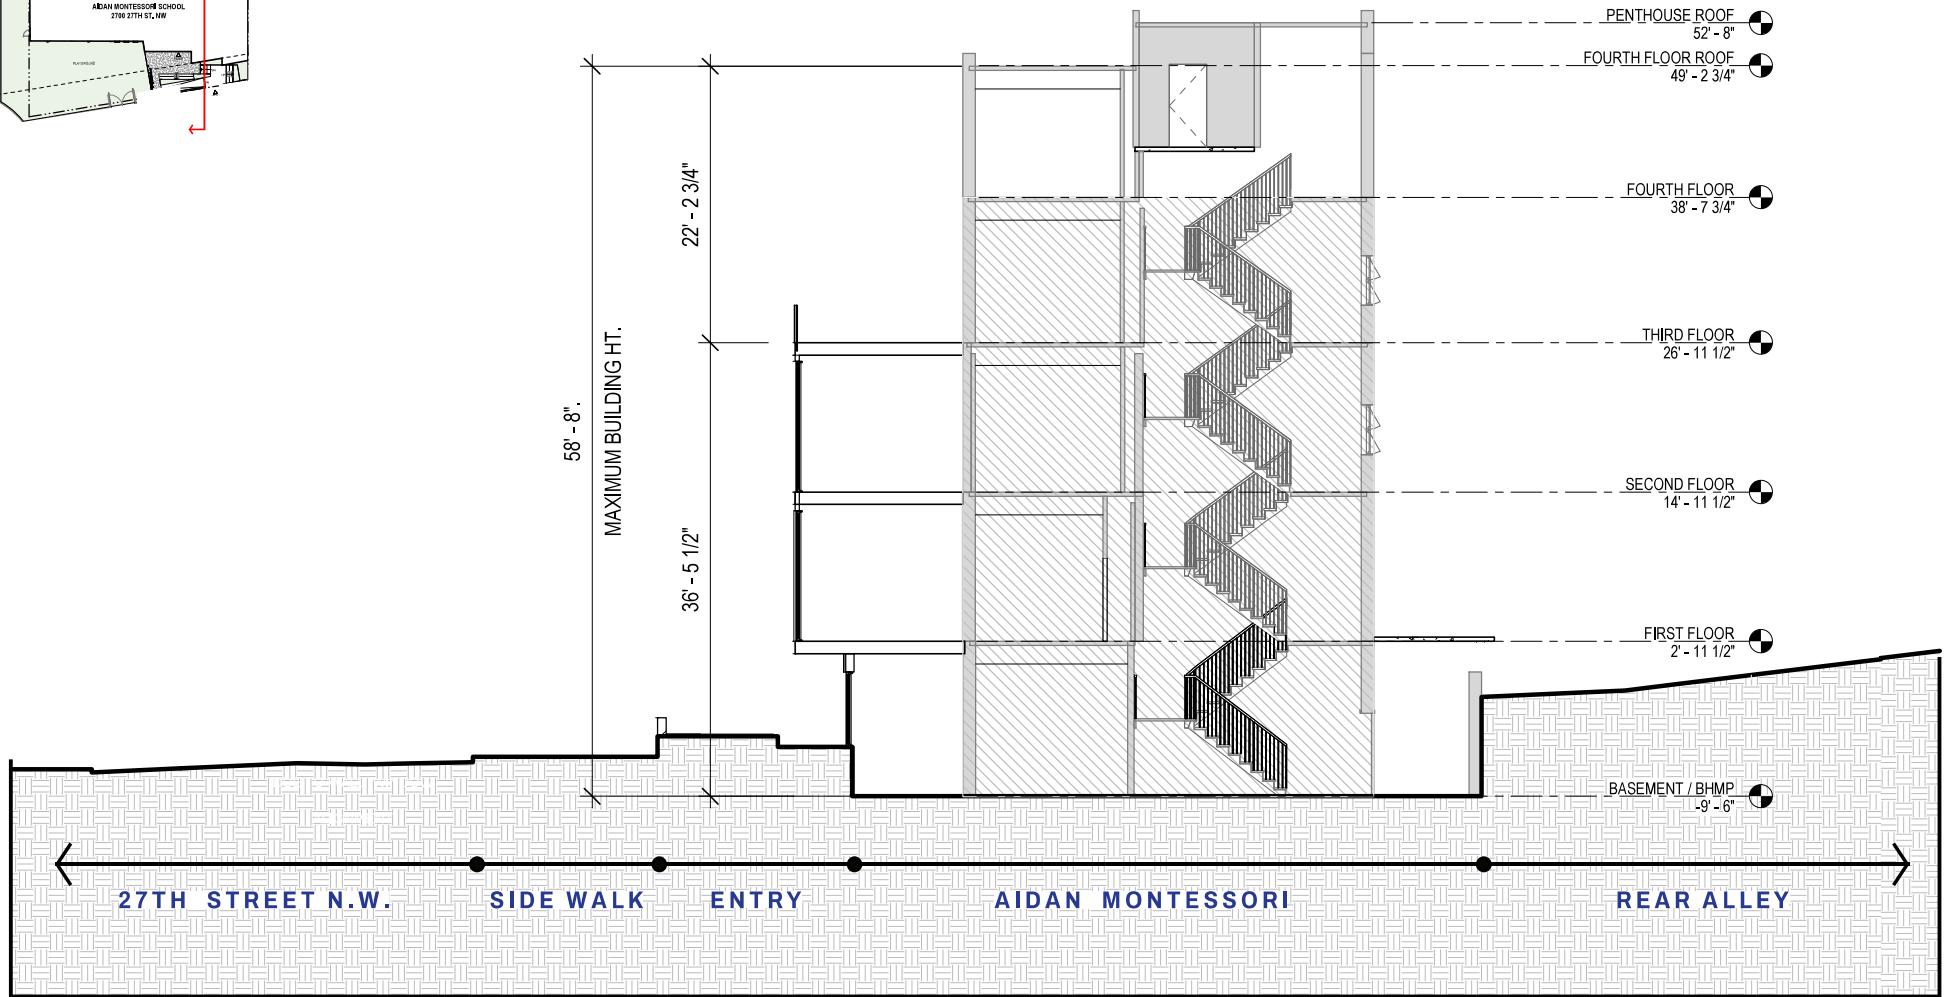 AIDAN MONTESSORI SCHOOL
2700 27TH ST, NW
PLAYGROUND
PENTHOUSE ROOF
52' - 8"
FOURTH FLOOR ROOF
49' - 2 3/4"
FOURTH FLOOR
38' - 7 3/4"
THIRD FLOOR
26' - 11 1/2"
SECOND FLOOR
14' - 11 1/2"
FIRST FLOOR
2' - 11 1/2"
BASEMENT / BHMP
-9' - 6"
58' - 8".
MAXIMUM BUILDING HT.
22' - 2 3/4"
36' - 5 1/2"
27TH STREET N.W.
SIDE WALK
ENTRY
AIDAN MONTESSORI
REAR ALLEY